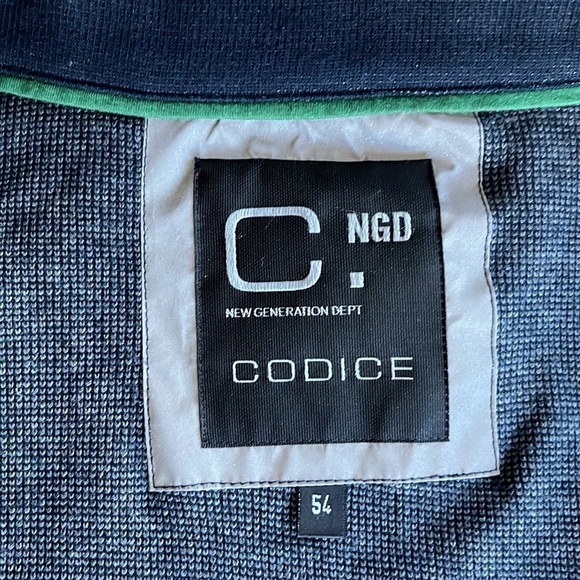 C. NGD
NEW GENERATION DEPT
CODICE
54